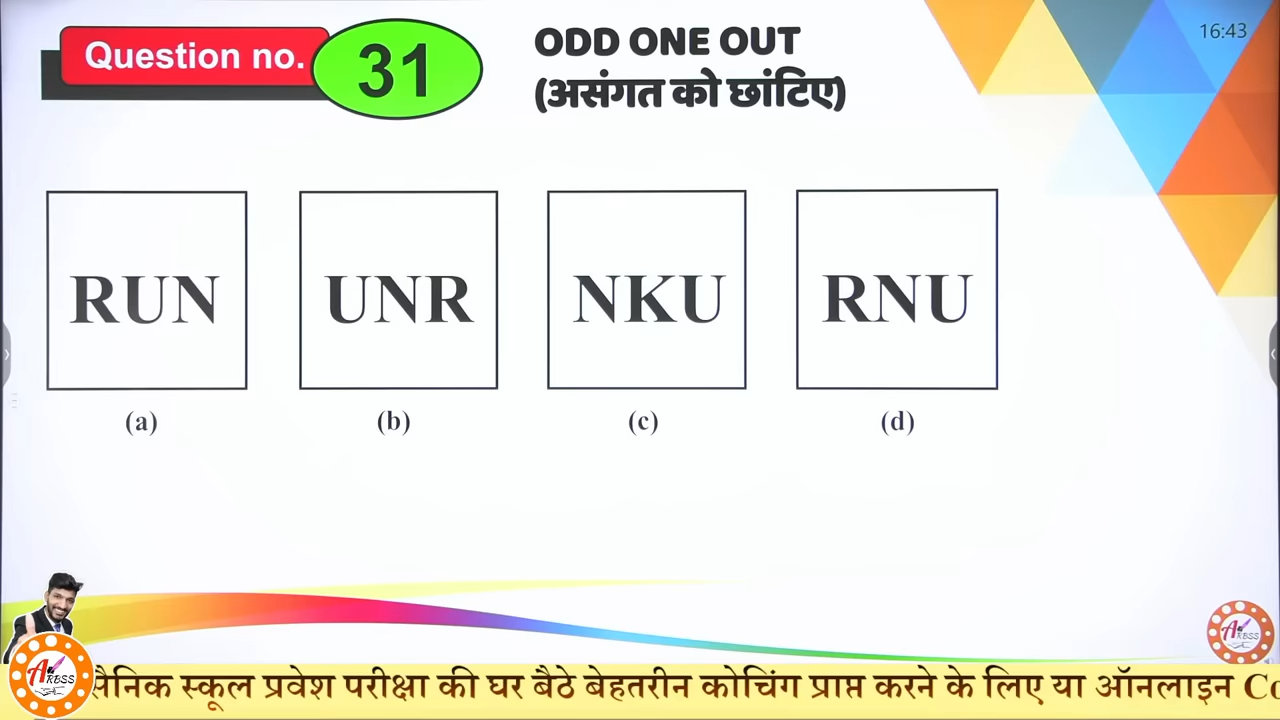 Question no.
31
ODD ONE OUT
(असंगत को छांटिए)
16:43
RUN
UNR
NKU
RNU
(a)
(b)
(c)
(d)
सैनिक स्कूल प्रवेश परीक्षा की घर बैठे बेहतरीन कोचिंग प्राप्त करने के लिए या ऑनलाइन